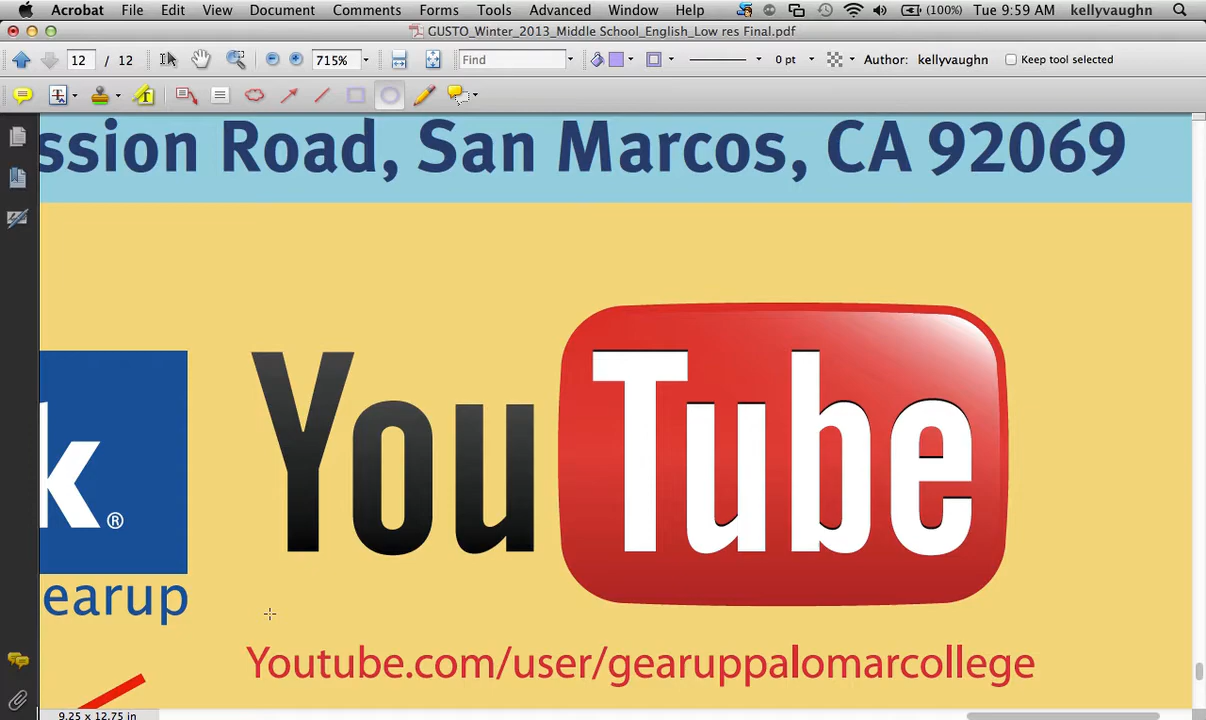 Acrobat File Edit View Document Comments Forms Tools Advanced Window Help (100%) Tue 9:59 AM kellyvaughn
GUSTO_Winter_2013_Middle School_English_Low res Final.pdf
12 / 12 715% Find 0 pt Author: kellyvaughn Keep tool selected
ssion Road, San Marcos, CA 92069
k®
YouTube
earup
Youtube.com/user/gearuppalomarcollege
9.25 x 12.75 in